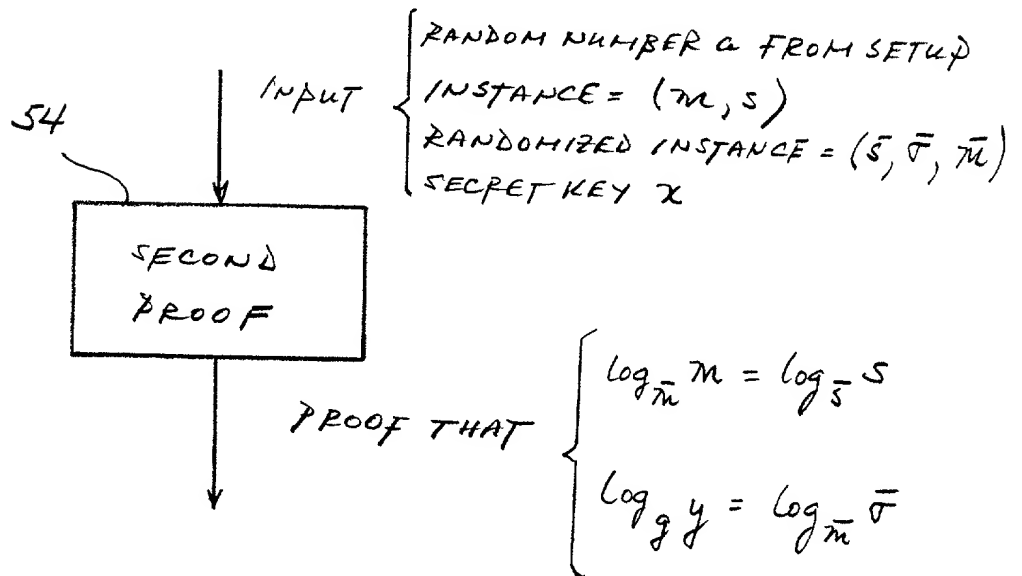 RANDOM NUMBER a FROM SETUP
INPUT
INSTANCE = (m, s)
RANDOMIZED INSTANCE = (s̄, σ̄, m̄)
SECRET KEY x
54
SECOND
PROOF
PROOF THAT
log_m̄ m = log_s̄ s
log_g y = log_m̄ σ̄